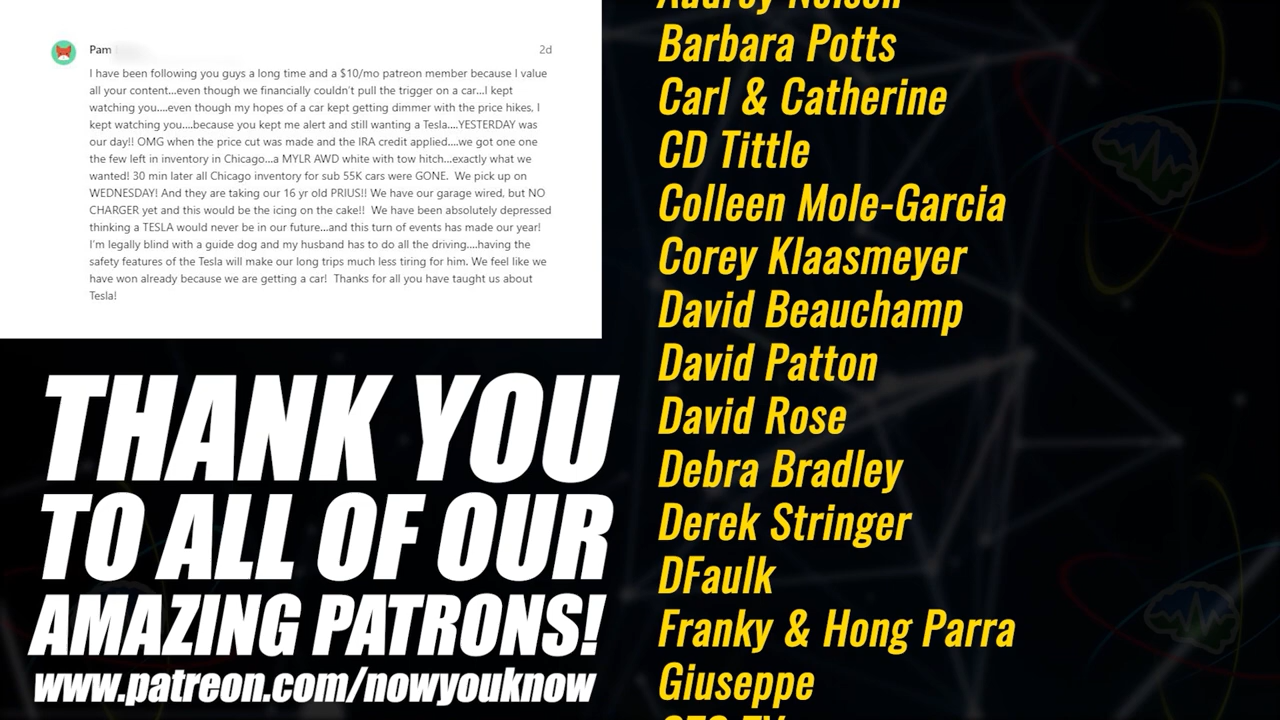 Pam
2d
I have been following you guys a long time and a $10/mo patreon member because I value
all your content...even though we financially couldn't pull the trigger on a car...I kept
watching you....even though my hopes of a car kept getting dimmer with the price hikes, I
kept watching you....because you kept me alert and still wanting a Tesla....YESTERDAY was
our day!! OMG when the price cut was made and the IRA credit applied....we got one one
the few left in inventory in Chicago...a MYLR AWD white with tow hitch...exactly what we
wanted! 30 min later all Chicago inventory for sub 55K cars were GONE. We pick up on
WEDNESDAY! And they are taking our 16 yr old PRIUS!! We have our garage wired, but NO
CHARGER yet and this would be the icing on the cake!! We have been absolutely depressed
thinking a TESLA would never be in our future...and this turn of events has made our year!
I'm legally blind with a guide dog and my husband has to do all the driving....having the
safety features of the Tesla will make our long trips much less tiring for him. We feel like we
have won already because we are getting a car! Thanks for all you have taught us about
Tesla!
THANK YOU
TO ALL OF OUR
AMAZING PATRONS!
www.patreon.com/nowyouknow
Audrey Nelson
Barbara Potts
Carl & Catherine
CD Tittle
Colleen Mole-Garcia
Corey Klaasmeyer
David Beauchamp
David Patton
David Rose
Debra Bradley
Derek Stringer
DFaulk
Franky & Hong Parra
Giuseppe